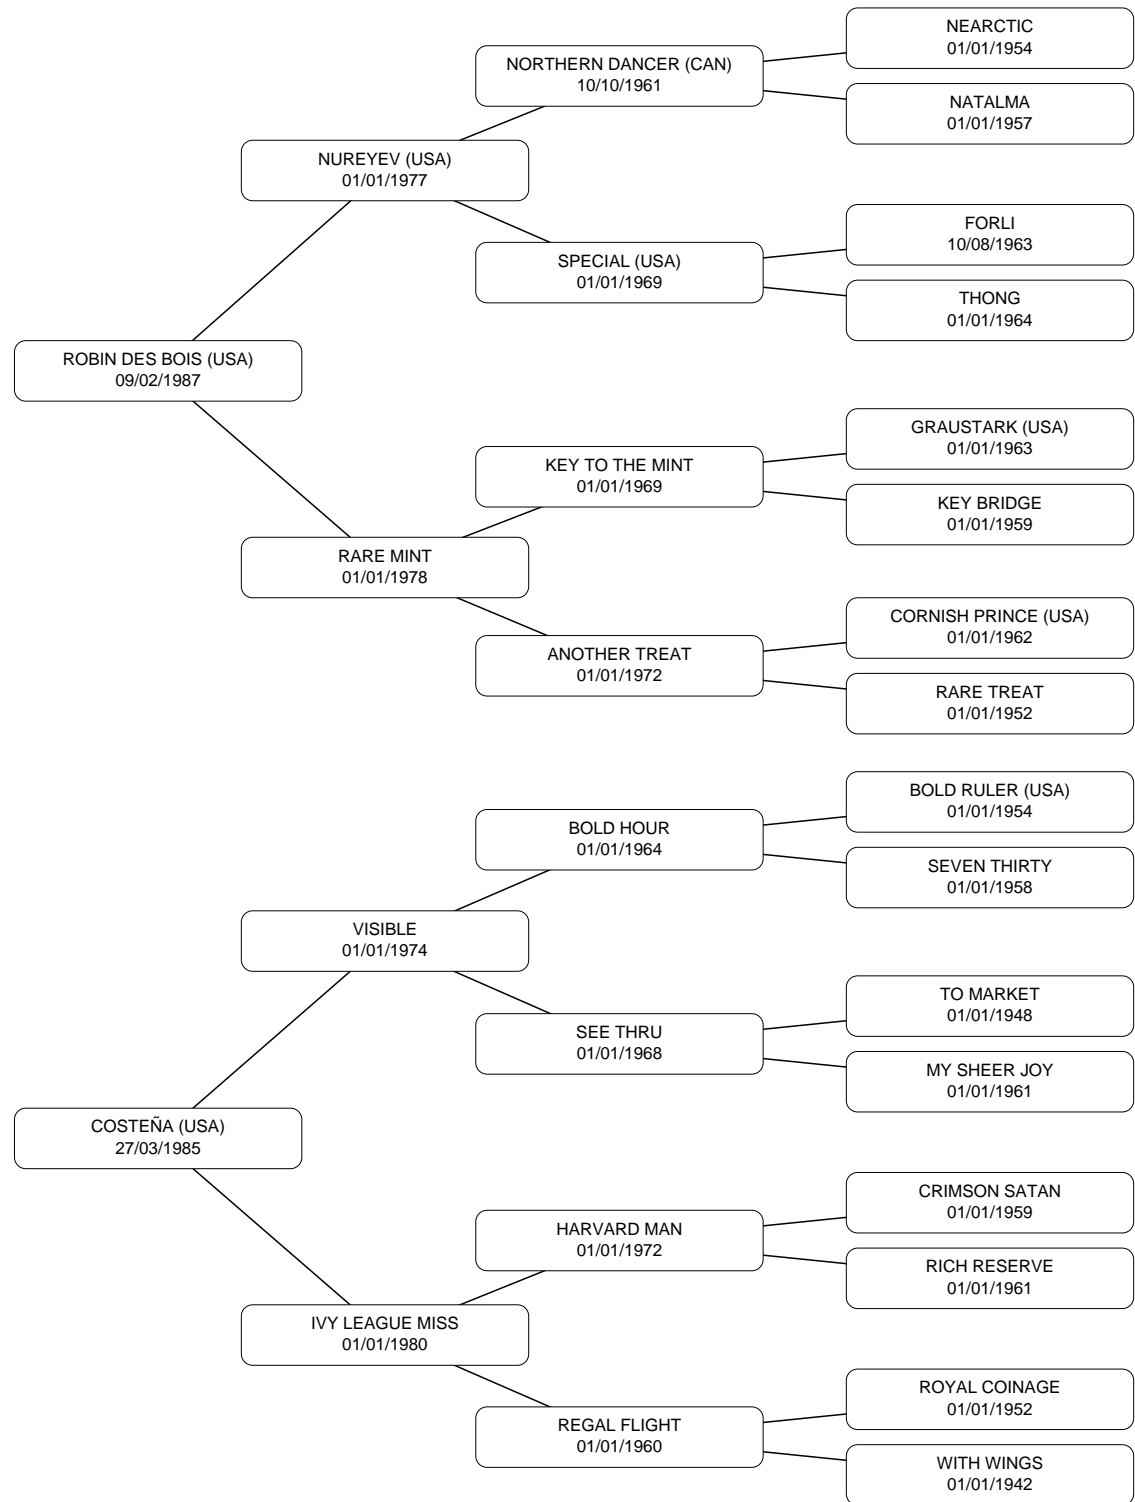 NEARCTIC
01/01/1954
NORTHERN DANCER (CAN)
10/10/1961
NATALMA
01/01/1957
NUREYEV (USA)
01/01/1977
FORLI
10/08/1963
SPECIAL (USA)
01/01/1969
THONG
01/01/1964
ROBIN DES BOIS (USA)
09/02/1987
GRAUSTARK (USA)
01/01/1963
KEY TO THE MINT
01/01/1969
KEY BRIDGE
01/01/1959
RARE MINT
01/01/1978
CORNISH PRINCE (USA)
01/01/1962
ANOTHER TREAT
01/01/1972
RARE TREAT
01/01/1952
BOLD RULER (USA)
01/01/1954
BOLD HOUR
01/01/1964
SEVEN THIRTY
01/01/1958
VISIBLE
01/01/1974
TO MARKET
01/01/1948
SEE THRU
01/01/1968
MY SHEER JOY
01/01/1961
COSTEÑA (USA)
27/03/1985
CRIMSON SATAN
01/01/1959
HARVARD MAN
01/01/1972
RICH RESERVE
01/01/1961
IVY LEAGUE MISS
01/01/1980
ROYAL COINAGE
01/01/1952
REGAL FLIGHT
01/01/1960
WITH WINGS
01/01/1942